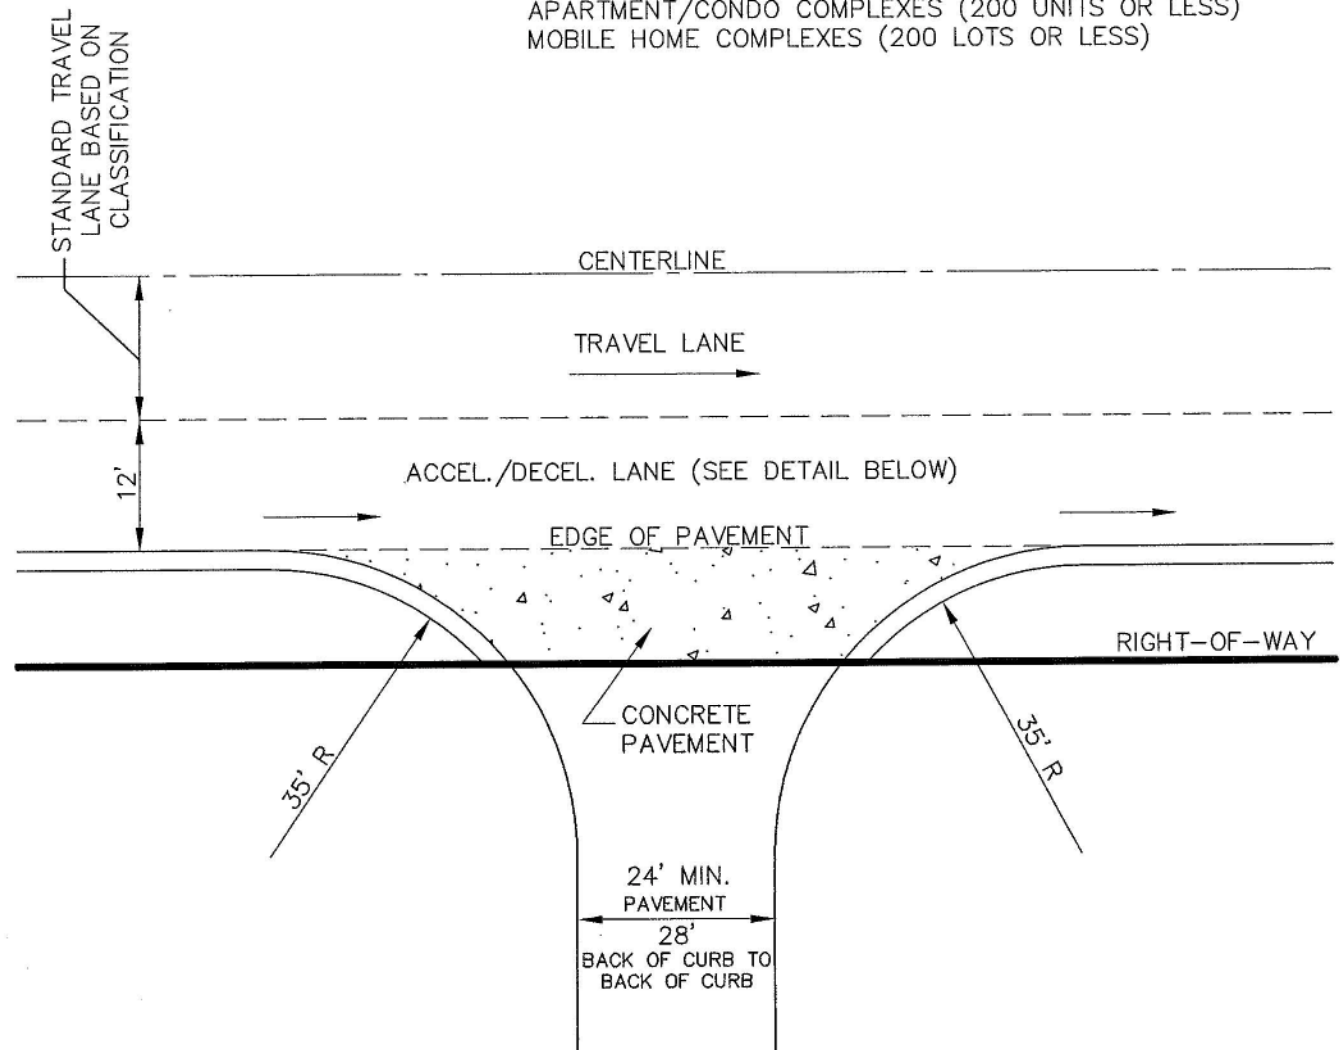 APARTMENT/CONDO COMPLEXES (200 UNITS OR LESS)
MOBILE HOME COMPLEXES (200 LOTS OR LESS)
STANDARD TRAVEL
LANE BASED ON
CLASSIFICATION
CENTERLINE
TRAVEL LANE
12'
ACCEL./DECEL. LANE (SEE DETAIL BELOW)
EDGE OF PAVEMENT
RIGHT-OF-WAY
CONCRETE
PAVEMENT
35' R
35' R
24' MIN.
PAVEMENT
28'
BACK OF CURB TO
BACK OF CURB